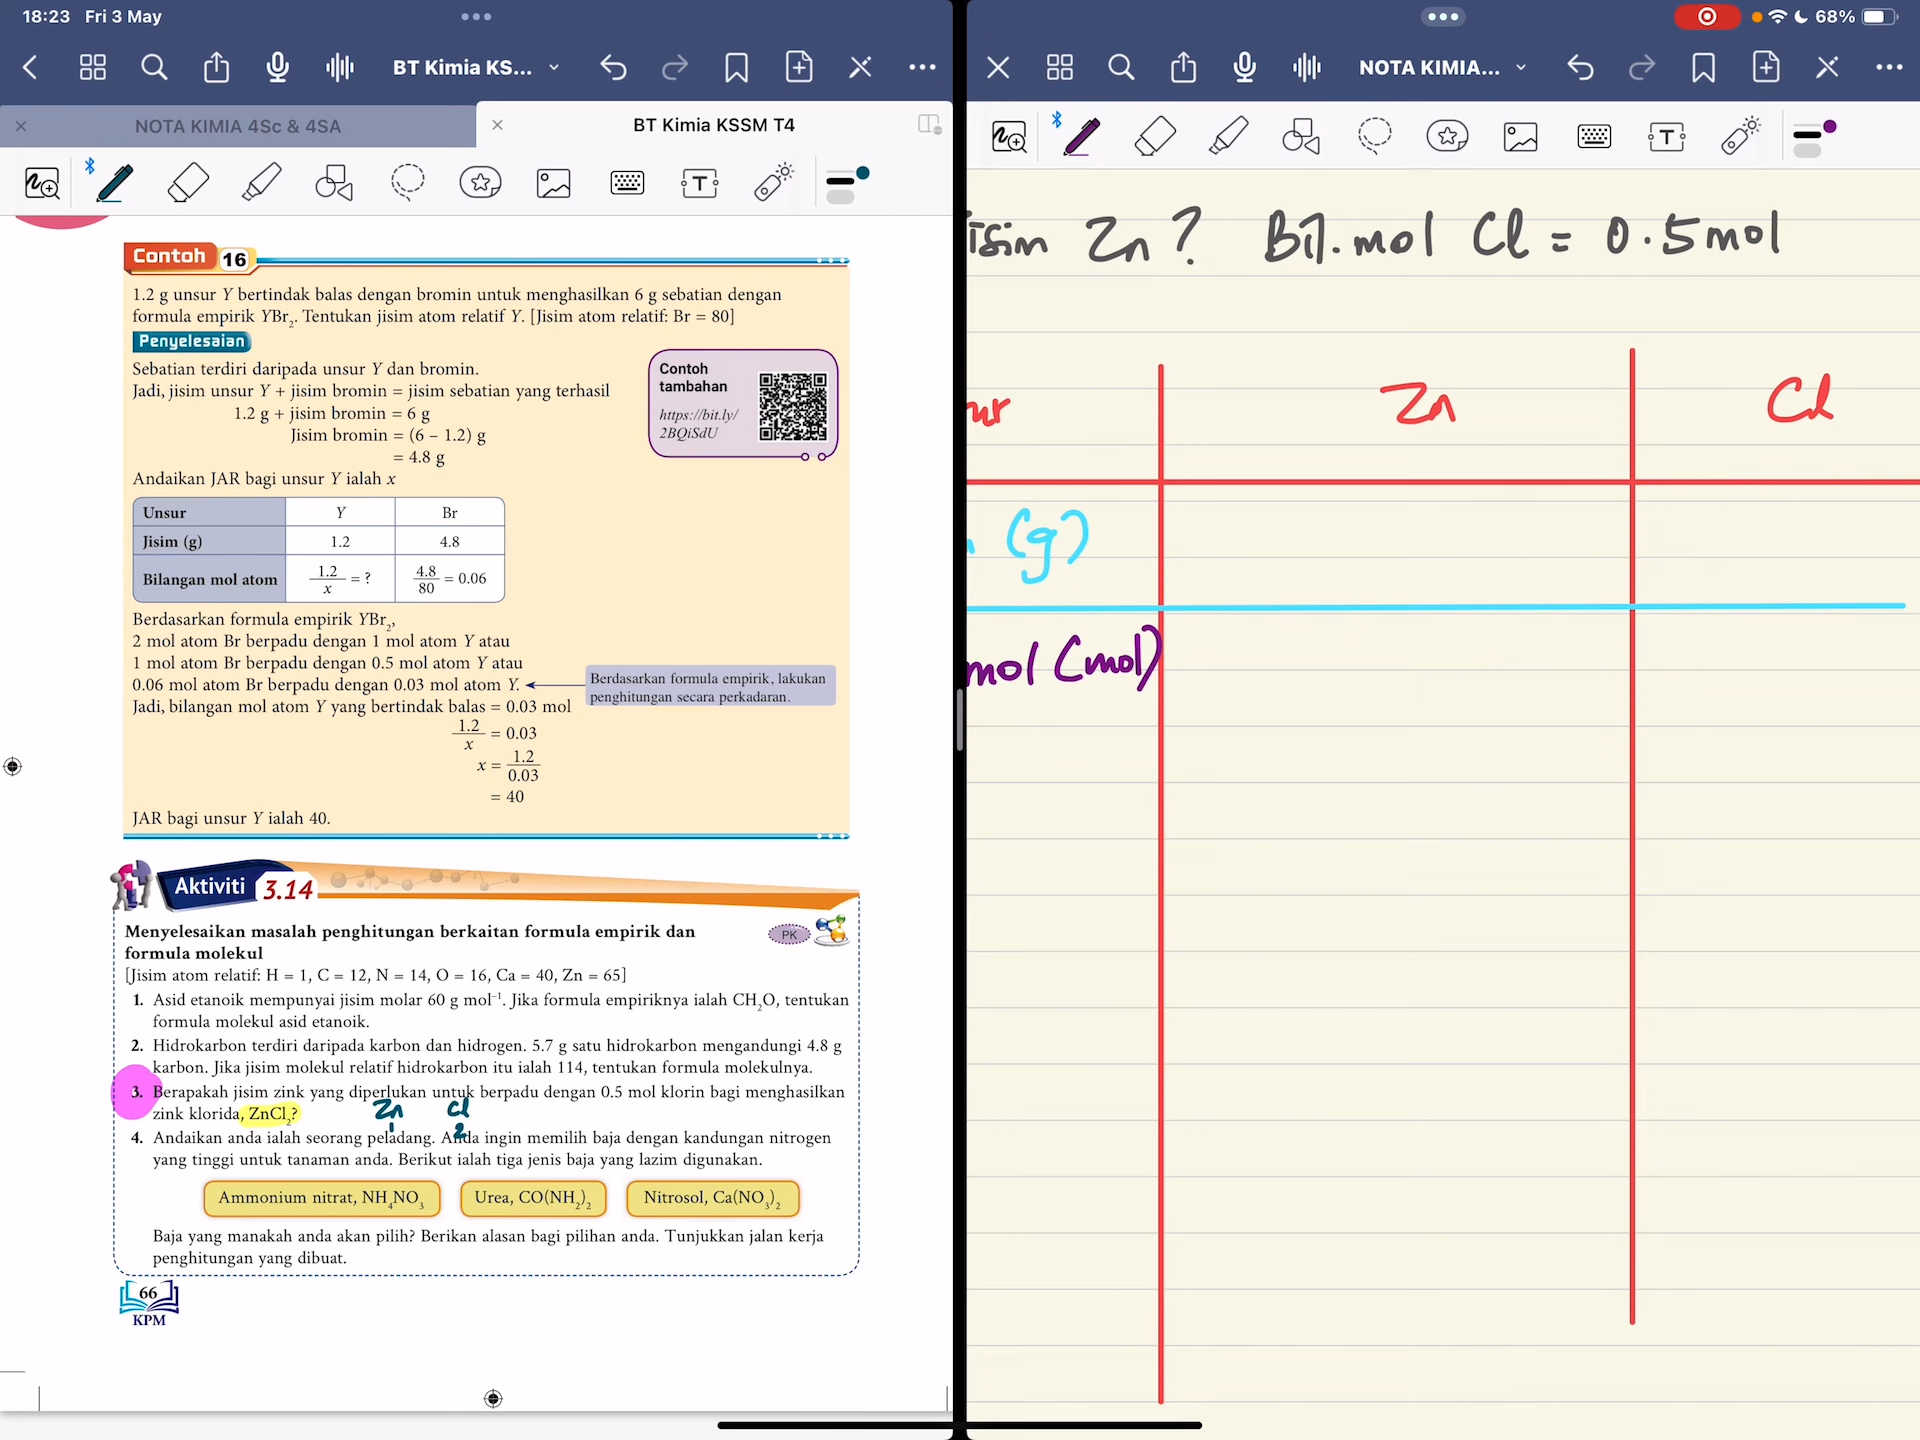 18:23 Fri 3 May
68%
BT Kimia KS...
NOTA KIMIA...
NOTA KIMIA 4Sc & 4SA
BT Kimia KSSM T4
Contoh 16
1.2 g unsur Y bertindak balas dengan bromin untuk menghasilkan 6 g sebatian dengan
formula empirik YBr₂. Tentukan jisim atom relatif Y. [Jisim atom relatif: Br = 80]
Penyelesaian
Sebatian terdiri daripada unsur Y dan bromin.
Jadi, jisim unsur Y + jisim bromin = jisim sebatian yang terhasil
1.2 g + jisim bromin = 6 g
Jisim bromin = (6 – 1.2) g
= 4.8 g
Contoh
tambahan
https://bit.ly/
2BQiSdU
Andaikan JAR bagi unsur Y ialah x
Unsur Y Br
Jisim (g) 1.2 4.8
Bilangan mol atom 1.2/x = ? 4.8/80 = 0.06
Berdasarkan formula empirik YBr₂,
2 mol atom Br berpadu dengan 1 mol atom Y atau
1 mol atom Br berpadu dengan 0.5 mol atom Y atau
0.06 mol atom Br berpadu dengan 0.03 mol atom Y.
Berdasarkan formula empirik, lakukan
penghitungan secara perkadaran.
Jadi, bilangan mol atom Y yang bertindak balas = 0.03 mol
1.2/x = 0.03
x = 1.2/0.03
= 40
JAR bagi unsur Y ialah 40.
Aktiviti 3.14
Menyelesaikan masalah penghitungan berkaitan formula empirik dan
formula molekul
PK
[Jisim atom relatif: H = 1, C = 12, N = 14, O = 16, Ca = 40, Zn = 65]
1. Asid etanoik mempunyai jisim molar 60 g mol⁻¹. Jika formula empiriknya ialah CH₂O, tentukan
formula molekul asid etanoik.
2. Hidrokarbon terdiri daripada karbon dan hidrogen. 5.7 g satu hidrokarbon mengandungi 4.8 g
karbon. Jika jisim molekul relatif hidrokarbon itu ialah 114, tentukan formula molekulnya.
3. Berapakah jisim zink yang diperlukan untuk berpadu dengan 0.5 mol klorin bagi menghasilkan
zink klorida, ZnCl₂?
Zn Cl
1 2
4. Andaikan anda ialah seorang peladang. Anda ingin memilih baja dengan kandungan nitrogen
yang tinggi untuk tanaman anda. Berikut ialah tiga jenis baja yang lazim digunakan.
Ammonium nitrat, NH₄NO₃
Urea, CO(NH₂)₂
Nitrosol, Ca(NO₃)₂
Baja yang manakah anda akan pilih? Berikan alasan bagi pilihan anda. Tunjukkan jalan kerja
penghitungan yang dibuat.
66
KPM
isim Zn? Bil.mol Cl = 0.5mol
ur Zn Cl
(g)
mol (mol)